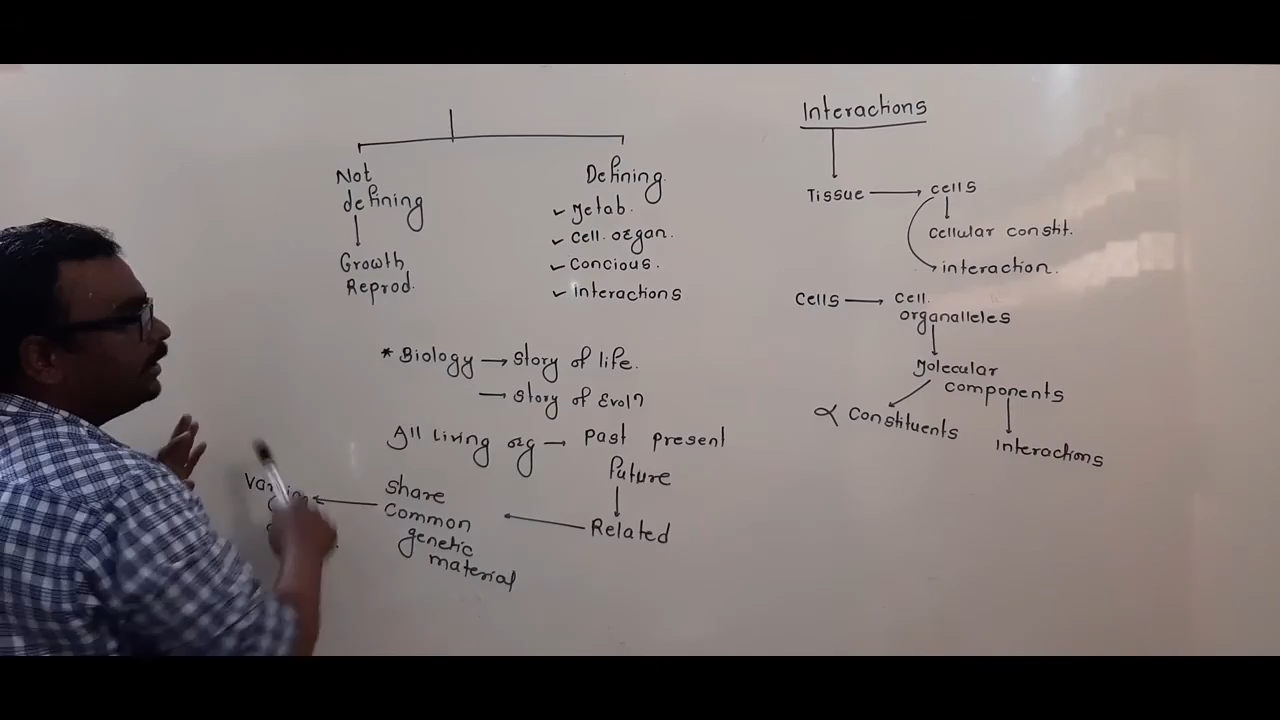 Not
defining
Growth
Reprod.
Defining.
✓ Metab.
✓ Cell. organ.
✓ Concious.
✓ Interactions
* Biology → Story of life.
→ Story of Evolⁿ
All living org → Past present
future
Related
Share
Common
genetic
material
Interactions
Tissue → cells
Cellular constt.
interaction.
Cells → Cell.
organalleles
Molecular
components
Constituents
Interactions